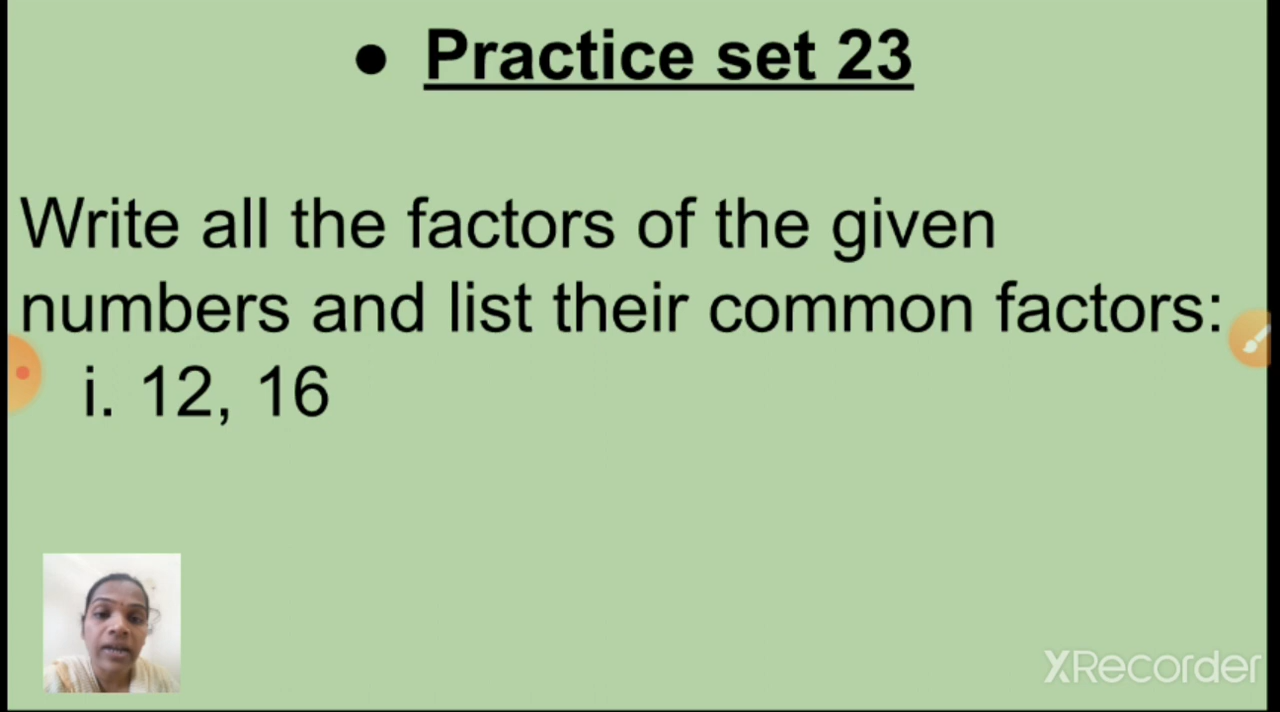 ● Practice set 23
Write all the factors of the given
numbers and list their common factors:
i. 12, 16
XRecorder